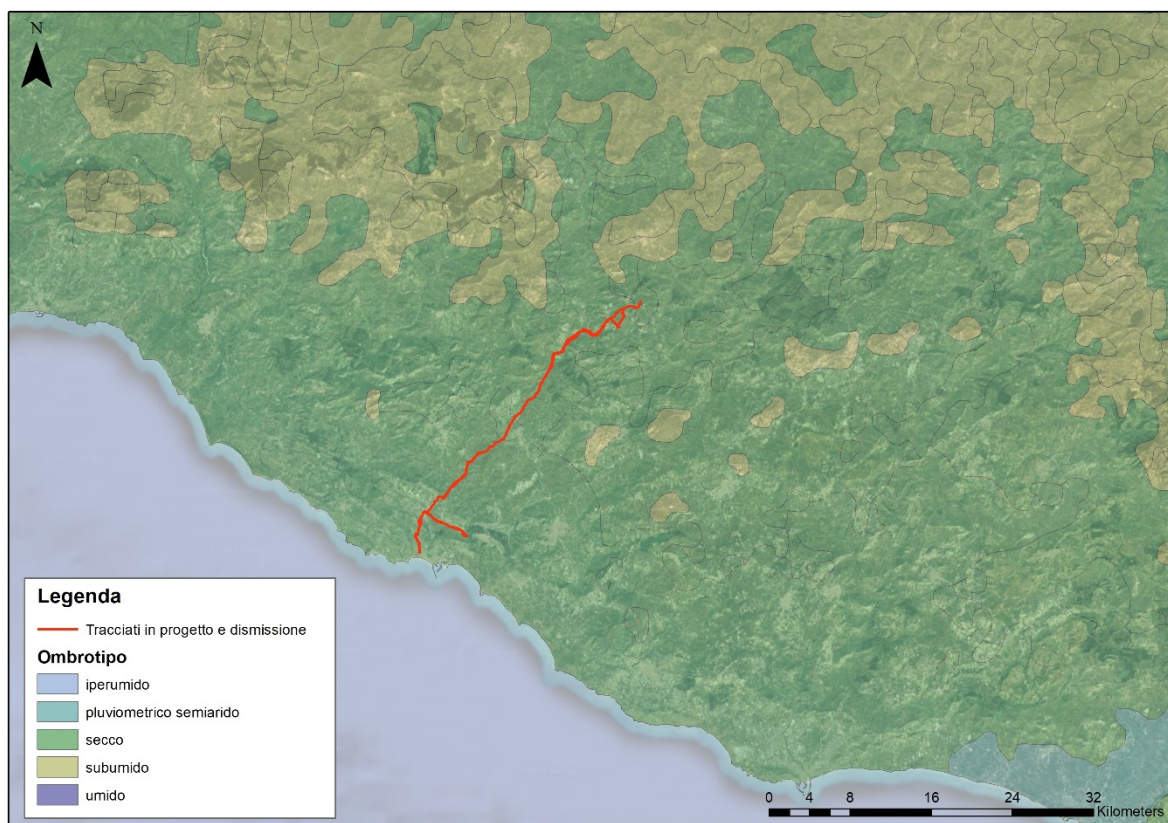 N
Legenda
Tracciati in progetto e dismissione
Ombrotipo
iperumido
pluviometrico semiarido
secco
subumido
umido
0 4 8 16 24 32
Kilometers